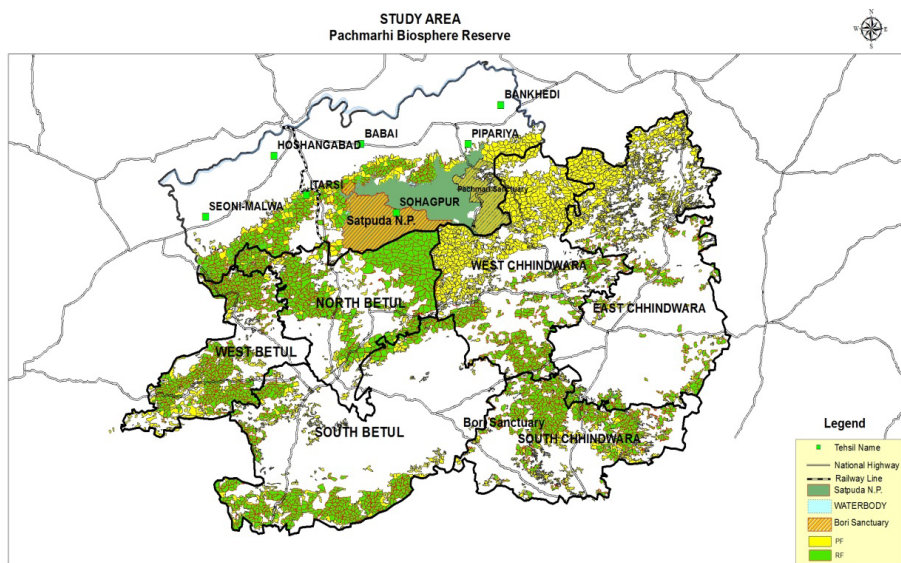 STUDY AREA
Pachmarhi Biosphere Reserve
N
W E
S
BANKHEDI
BABAI
PIPARIYA
HOSHANGABAD
ITARSI
Pachmari Sanctuary
SOHAGPUR
SEONI-MALWA
Satpuda N.P.
WEST CHHINDWARA
NORTH BETUL
EAST CHHINDWARA
WEST BETUL
Bori Sanctuary
SOUTH BETUL
SOUTH CHHINDWARA
Legend
Tehsil Name
National Highway
Railway Line
Satpuda N.P.
WATERBODY
Bori Sanctuary
PF
RF